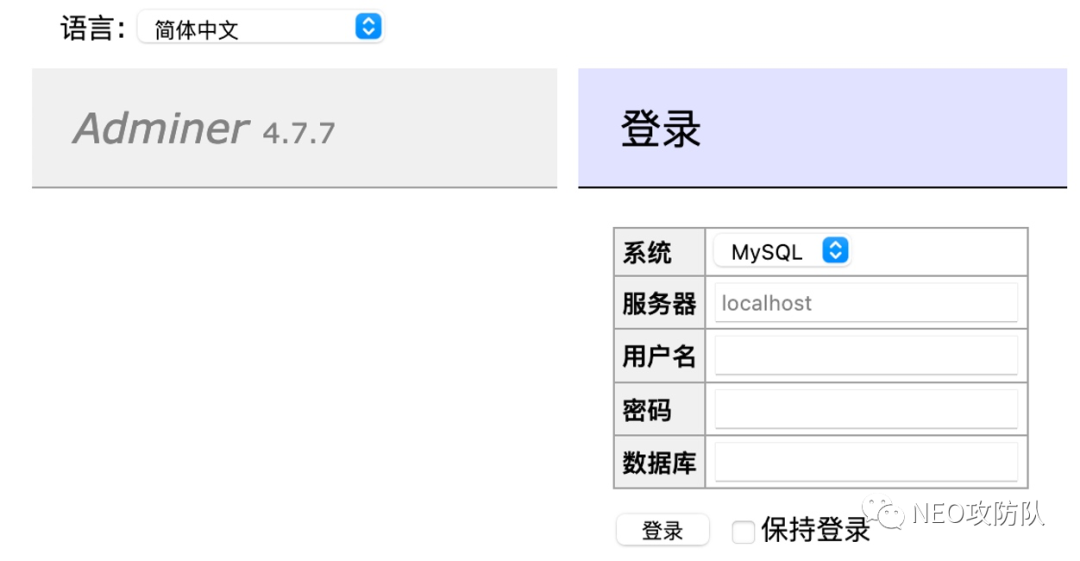 语言: 简体中文
Adminer 4.7.7
登录
系统 MySQL
服务器 localhost
用户名
密码
数据库
登录 保持登录
NEO攻防队